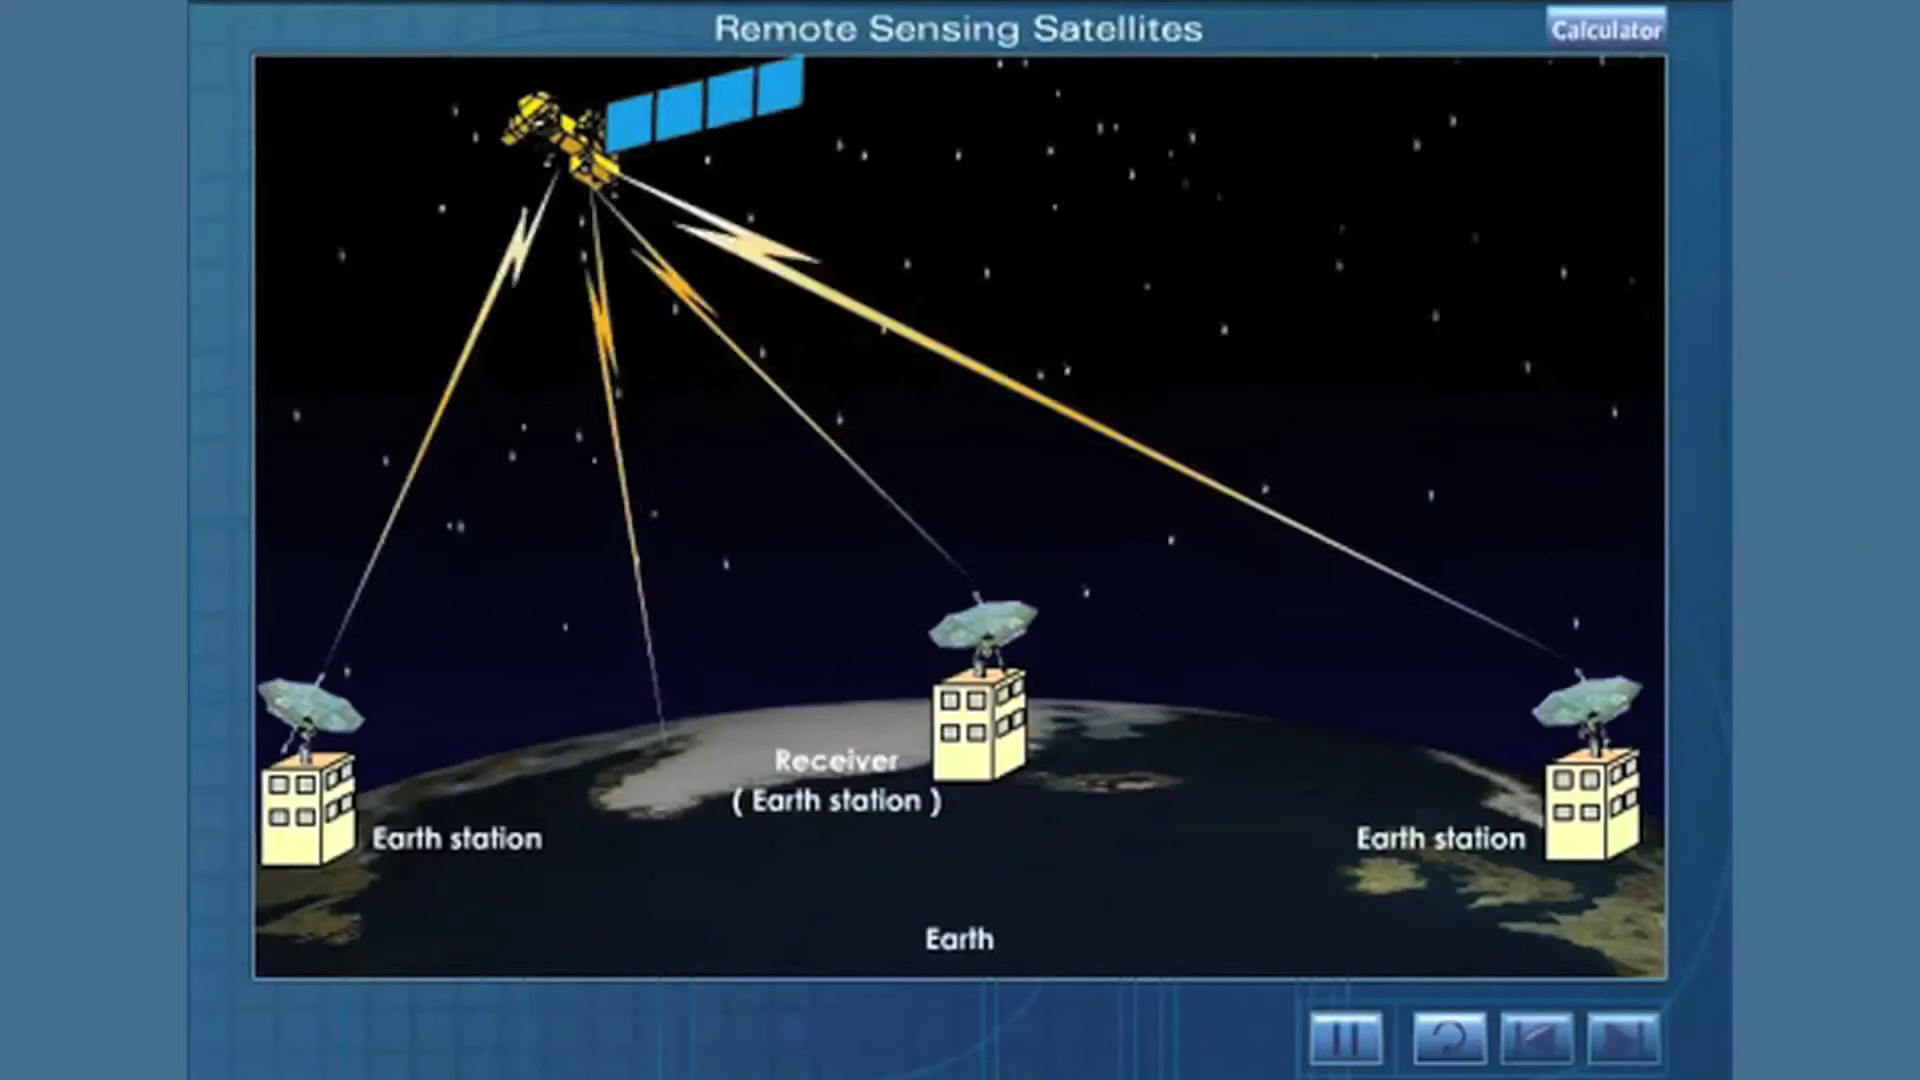 Remote Sensing Satellites
Calculator
Receiver
( Earth station )
Earth station
Earth station
Earth